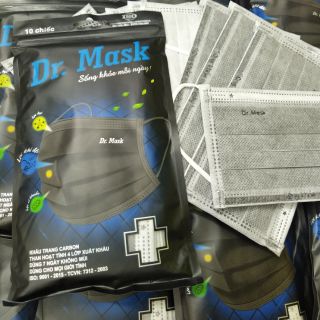 10 chiếc
ISO
Dr. Mask
Sống khỏe mỗi ngày!
Dr. Mask
KHẨU TRANG CARBON
THAN HOẠT TÍNH 4 LỚP XUẤT KHẨU
DÙNG 7 NGÀY KHÔNG MÙI
DÙNG CHO MỌI GIỚI TÍNH
ISO: 9001 - 2015 - TCVN: 7312 - 2003
Dr. Mask